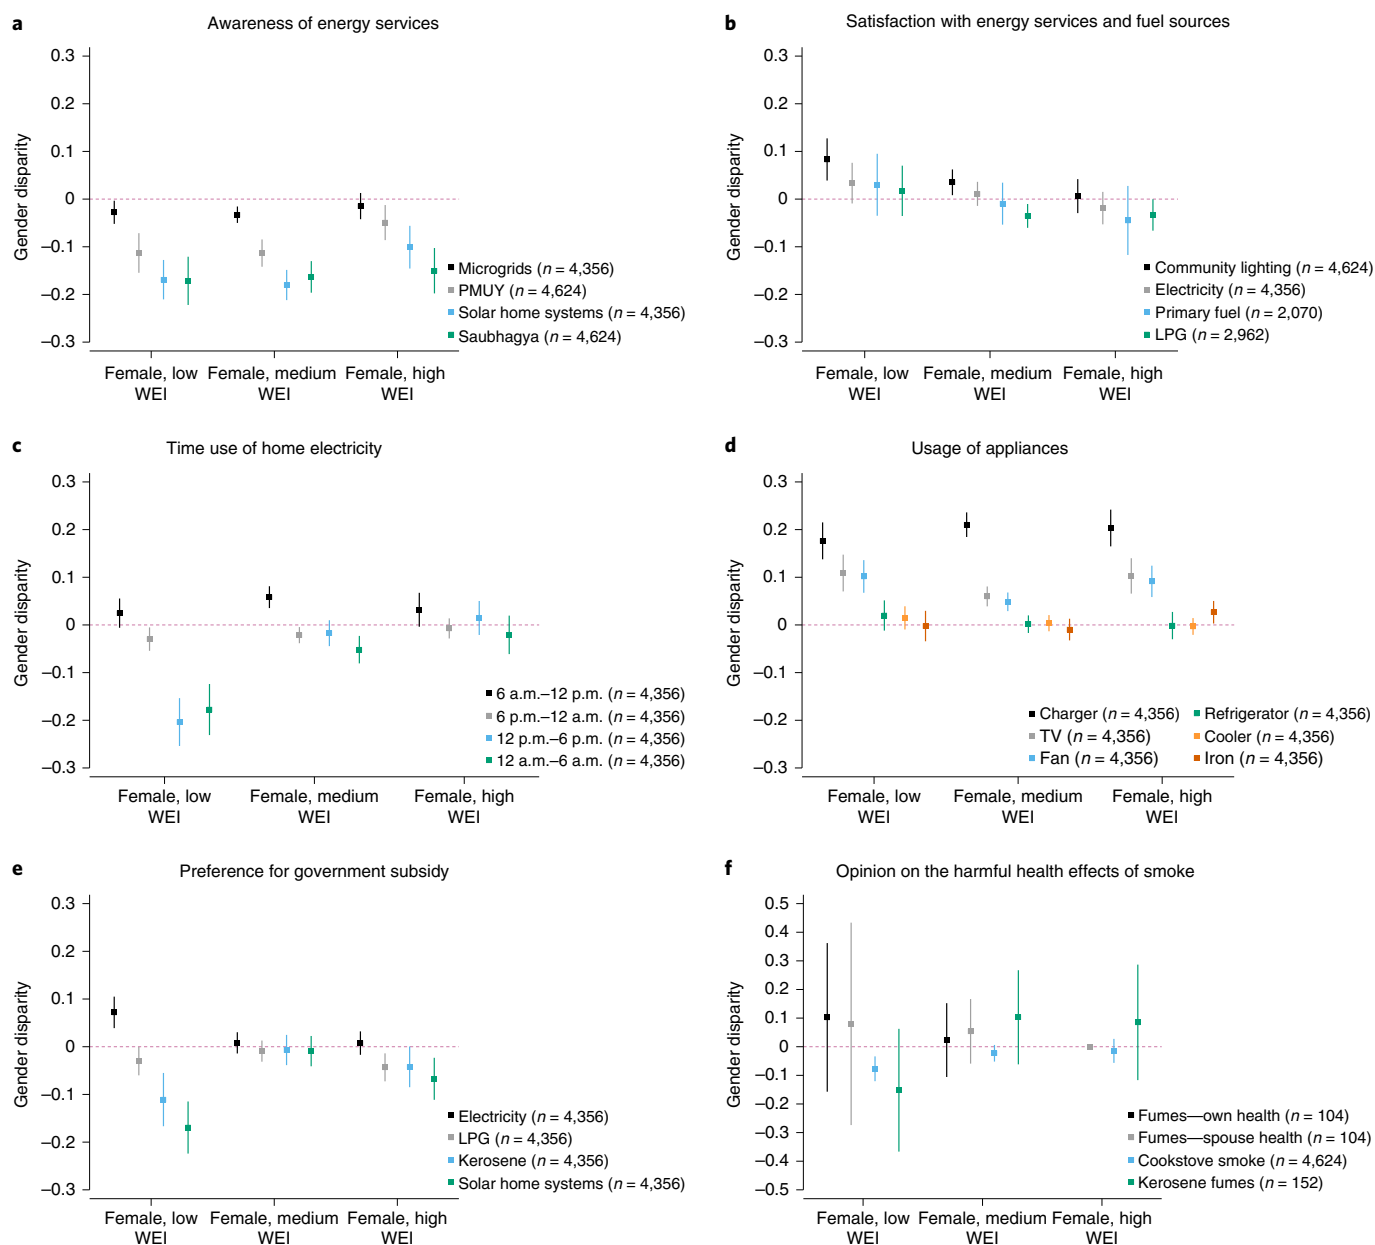 a
Awareness of energy services
0.3
0.2
0.1
0
–0.1
–0.2
–0.3
Gender disparity
Microgrids (n = 4,356)
PMUY (n = 4,624)
Solar home systems (n = 4,356)
Saubhagya (n = 4,624)
Female, low
WEI
Female, medium
WEI
Female, high
WEI
b
Satisfaction with energy services and fuel sources
0.3
0.2
0.1
0
–0.1
–0.2
–0.3
Gender disparity
Community lighting (n = 4,624)
Electricity (n = 4,356)
Primary fuel (n = 2,070)
LPG (n = 2,962)
Female, low
WEI
Female, medium
WEI
Female, high
WEI
c
Time use of home electricity
0.3
0.2
0.1
0
–0.1
–0.2
–0.3
Gender disparity
6 a.m.–12 p.m. (n = 4,356)
6 p.m.–12 a.m. (n = 4,356)
12 p.m.–6 p.m. (n = 4,356)
12 a.m.–6 a.m. (n = 4,356)
Female, low
WEI
Female, medium
WEI
Female, high
WEI
d
Usage of appliances
0.3
0.2
0.1
0
–0.1
–0.2
–0.3
Gender disparity
Charger (n = 4,356)
TV (n = 4,356)
Fan (n = 4,356)
Refrigerator (n = 4,356)
Cooler (n = 4,356)
Iron (n = 4,356)
Female, low
WEI
Female, medium
WEI
Female, high
WEI
e
Preference for government subsidy
0.3
0.2
0.1
0
–0.1
–0.2
–0.3
Gender disparity
Electricity (n = 4,356)
LPG (n = 4,356)
Kerosene (n = 4,356)
Solar home systems (n = 4,356)
Female, low
WEI
Female, medium
WEI
Female, high
WEI
f
Opinion on the harmful health effects of smoke
0.5
0.4
0.3
0.2
0.1
0
–0.1
–0.2
–0.3
–0.4
–0.5
Gender disparity
Fumes—own health (n = 104)
Fumes—spouse health (n = 104)
Cookstove smoke (n = 4,624)
Kerosene fumes (n = 152)
Female, low
WEI
Female, medium
WEI
Female, high
WEI